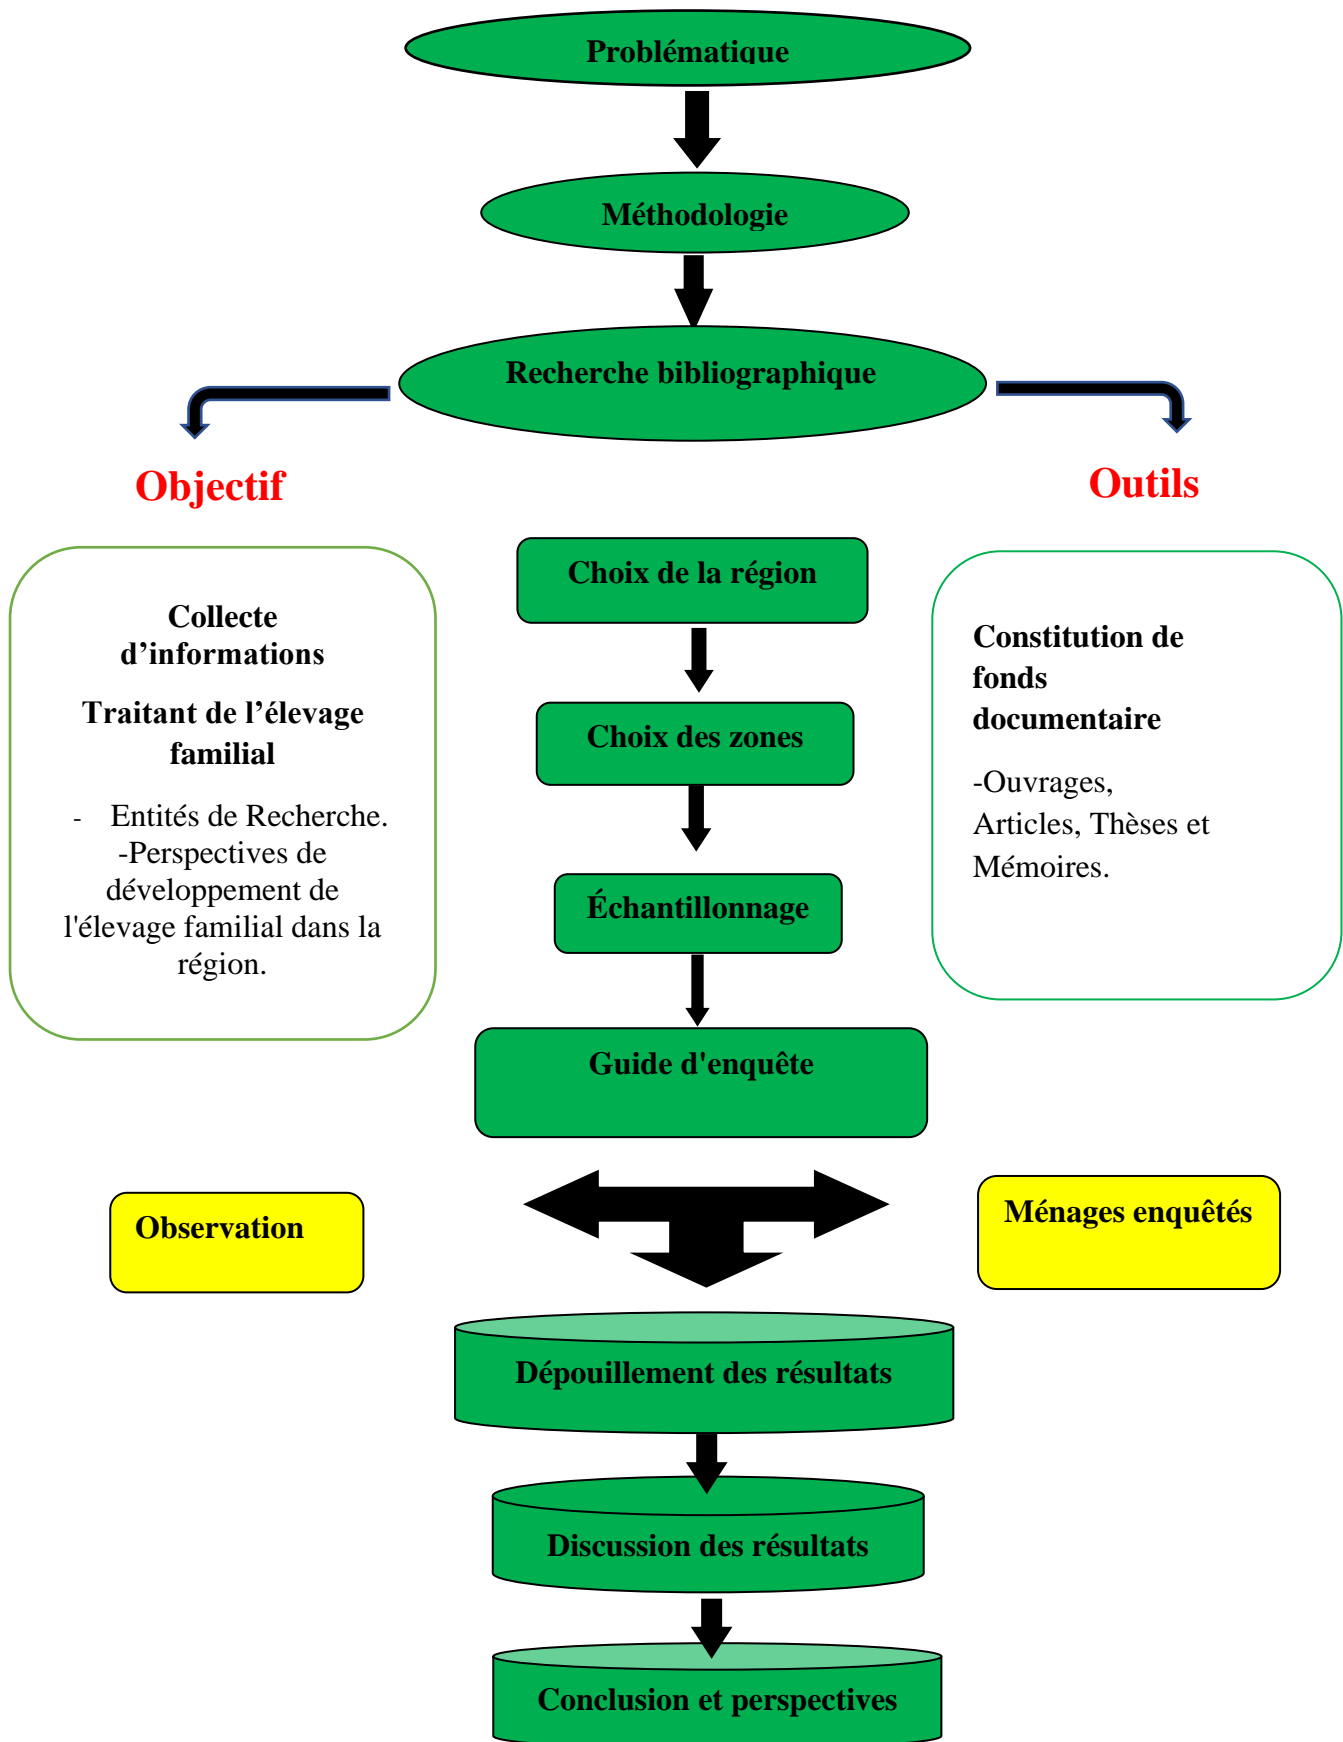 Problématique
Méthodologie
Recherche bibliographique
Objectif
Outils
Collecte
d’informations
Traitant de l’élevage
familial
- Entités de Recherche.
-Perspectives de
développement de
l'élevage familial dans la
région.
Choix de la région
Choix des zones
Échantillonnage
Guide d'enquête
Constitution de
fonds
documentaire
-Ouvrages,
Articles, Thèses et
Mémoires.
Observation
Ménages enquêtés
Dépouillement des résultats
Discussion des résultats
Conclusion et perspectives